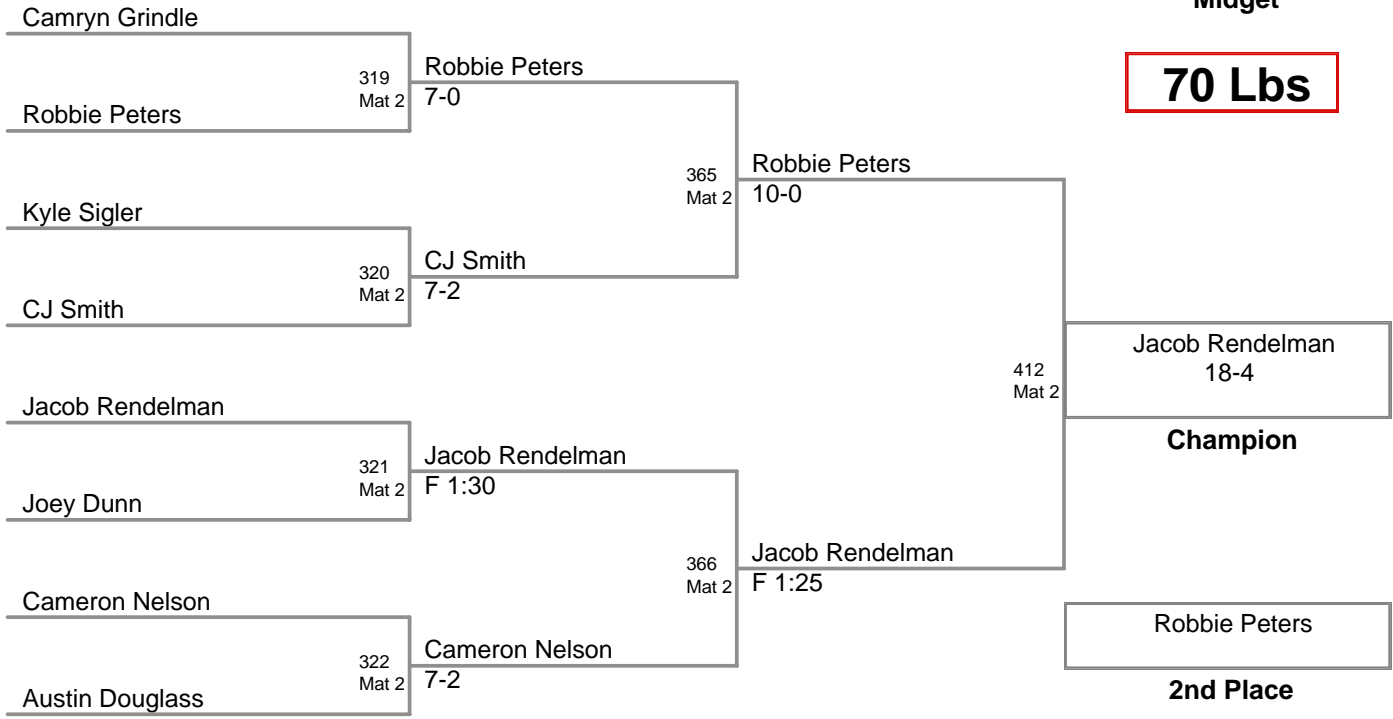 Midget
70 Lbs
Camryn Grindle
319
Mat 2
Robbie Peters
7-0
Robbie Peters
365
Mat 2
Robbie Peters
10-0
Kyle Sigler
320
Mat 2
CJ Smith
7-2
CJ Smith
412
Mat 2
Jacob Rendelman
18-4
Champion
Jacob Rendelman
321
Mat 2
Jacob Rendelman
F 1:30
Joey Dunn
366
Mat 2
Jacob Rendelman
F 1:25
Cameron Nelson
322
Mat 2
Cameron Nelson
7-2
Austin Douglass
Robbie Peters
2nd Place